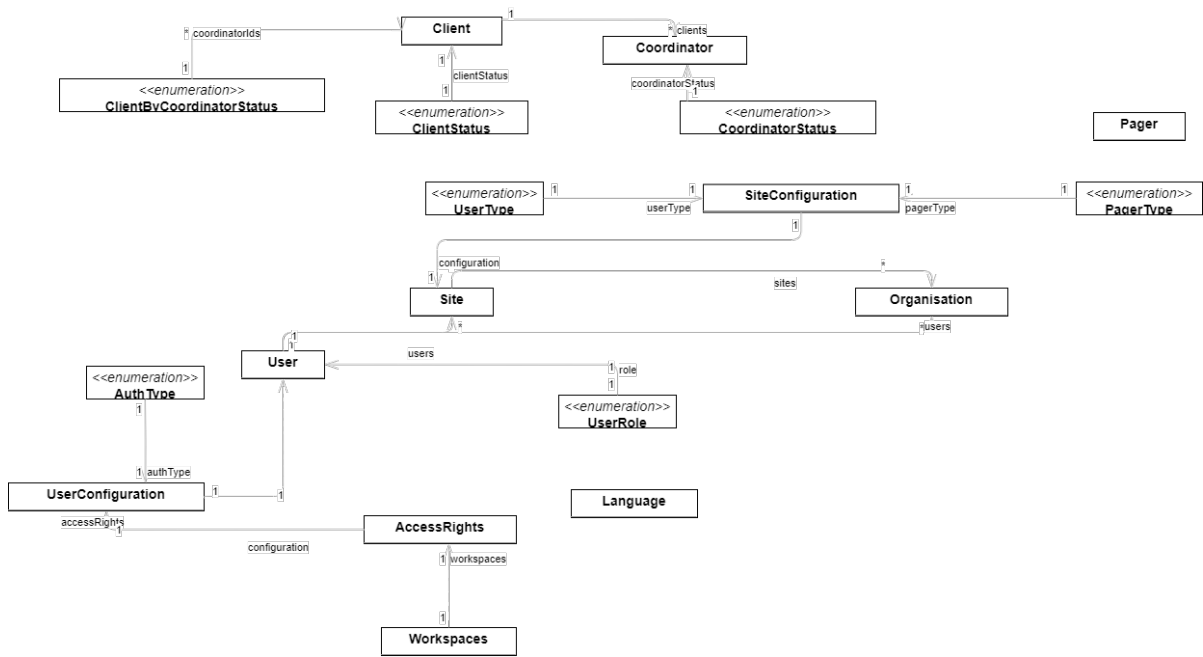 1
Client
* coordinatorIds
* clients
Coordinator
1
1
clientStatus
1
coordinatorStatus
1
1
<<enumeration>>
ClientByCoordinatorStatus
<<enumeration>>
ClientStatus
<<enumeration>>
CoordinatorStatus
Pager
<<enumeration>>
UserType
1
1
userType
SiteConfiguration
1
pagerType
1
<<enumeration>>
PagerType
1
configuration
1
*
sites
Site
Organisation
1
1
*
* users
User
users
1
role
1
<<enumeration>>
AuthType
1
<<enumeration>>
UserRole
1 authType
UserConfiguration
1
1
accessRights
1
configuration
AccessRights
Language
1 workspaces
1
Workspaces